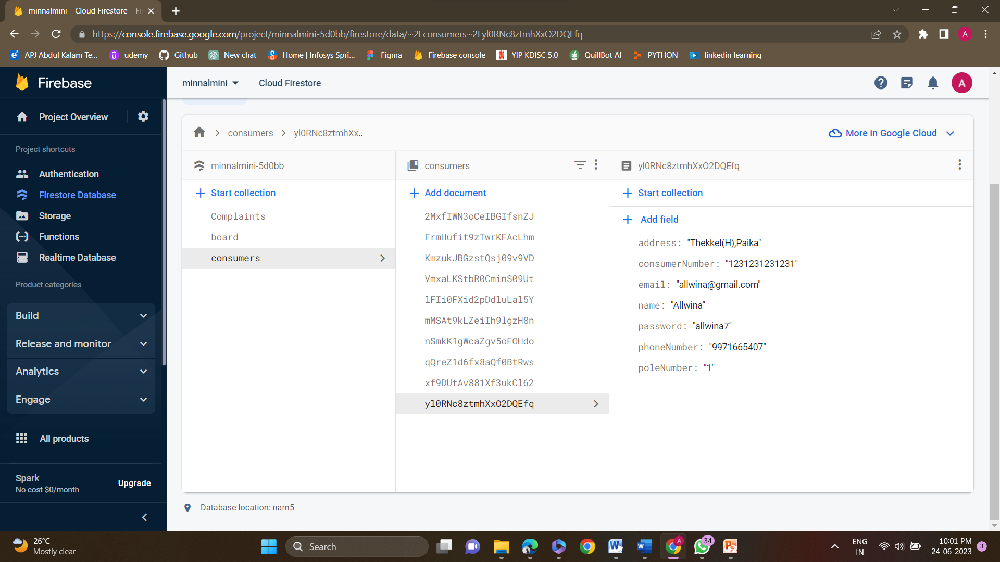 minnalmini – Cloud Firestore – Fi
https://console.firebase.google.com/project/minnalmini-5d0bb/firestore/data/~2Fconsumers~2Fyl0RNc8ztmhXxO2DQEfq
A
APJ Abdul Kalam Te...
udemy
Github
New chat
Home | Infosys Spri...
Figma
Firebase console
YIP KDISC 5.0
QuillBot AI
PYTHON
linkedin learning
Firebase
minnalmini
Cloud Firestore
A
Project Overview
Project shortcuts
Authentication
Firestore Database
Storage
Functions
Realtime Database
Product categories
Build
Release and monitor
Analytics
Engage
All products
Spark
No cost $0/month
Upgrade
consumers
yl0RNc8ztmhXx..
More in Google Cloud
minnalmini-5d0bb
Start collection
Complaints
board
consumers
consumers
Add document
2MxfIWN3oCeIBGIfsnZJ
FrmHufit9zTwrKFAcLhm
KmzukJBGzstQsj09v9VD
VmxaLKStbR0CminS09Ut
lFIi0FXid2pDdluLal5Y
mMSAt9kLZeiIh9lgzH8n
nSmkK1gWcaZgv5oFOHdo
qQreZ1d6fx8aQf0BtRws
xf9DUtAv881Xf3ukCl62
yl0RNc8ztmhXxO2DQEfq
yl0RNc8ztmhXxO2DQEfq
Start collection
Add field
address: "Thekkel(H),Paika"
consumerNumber: "1231231231231"
email: "allwina@gmail.com"
name: "Allwina"
password: "allwina7"
phoneNumber: "9971665407"
poleNumber: "1"
Database location: nam5
26°C
Mostly clear
Search
A
34
ENG
IN
10:01 PM
24-06-2023
3